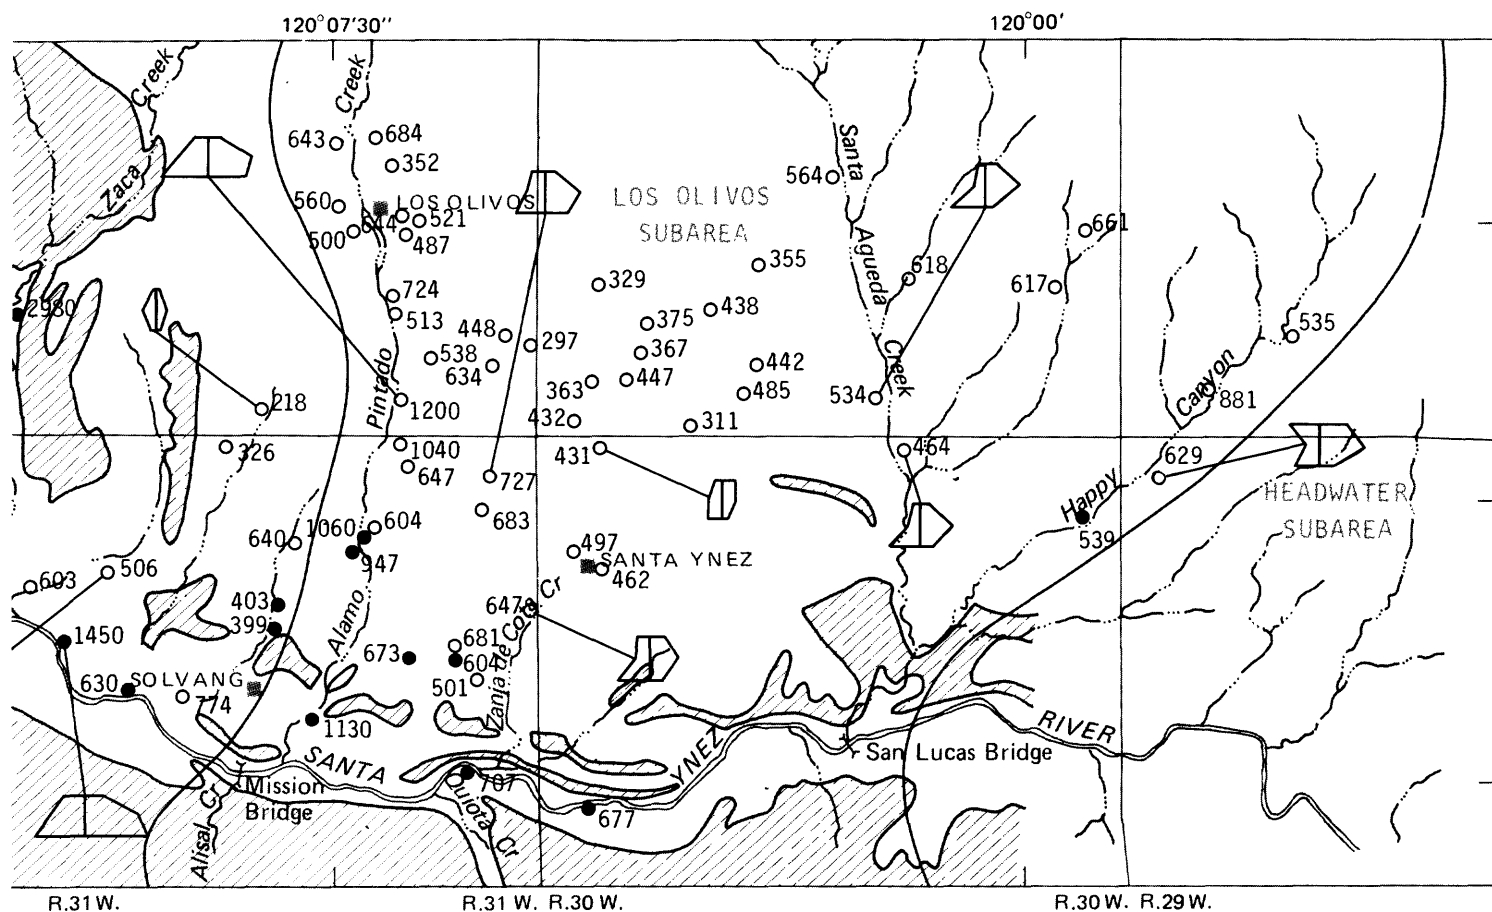 120°07'30"
120°00'
Creek
Zaca
Creek
643
684
352
560
LOS OLIVOS
644
521
500
487
LOS OLIVOS
SUBAREA
564
Santa
Agueda
Creek
661
618
617
355
329
724
513
438
375
2980
448
297
535
538
634
367
442
363
447
485
534
Canyon
881
218
Pintado
1200
432
311
326
1040
431
464
629
647
727
683
Happy
HEADWATER
SUBAREA
539
640
1060
604
947
497
SANTA YNEZ
462
603
506
403
399
Alamo
647
Zanja de Cota Cr
1450
673
681
604
501
630
SOLVANG
774
1130
SANTA
YNEZ
RIVER
San Lucas Bridge
Mission
Bridge
707
677
Quiota Cr
Alisal Cr
R.31 W.
R.31 W. R.30 W.
R.30 W. R.29 W.